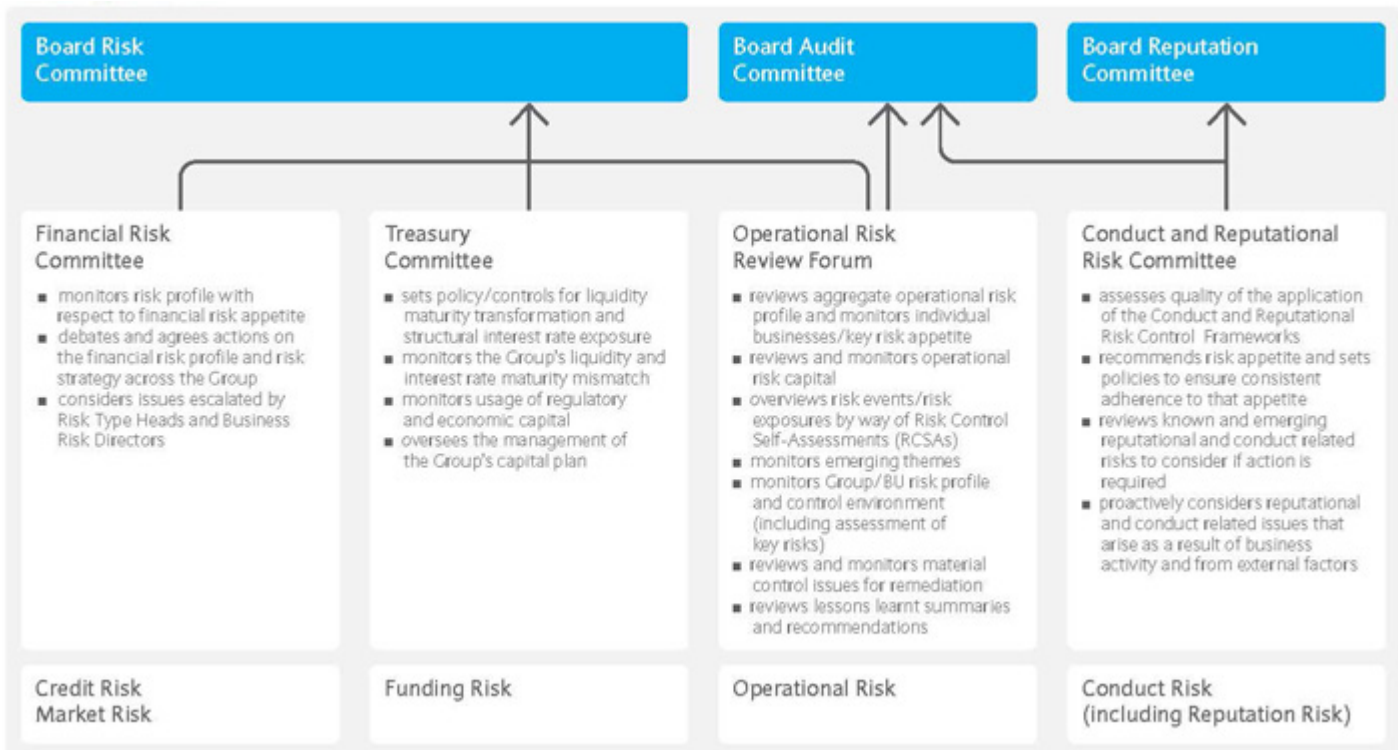 Board Risk
Committee
Board Audit
Committee
Board Reputation
Committee
Financial Risk
Committee
■ monitors risk profile with
respect to financial risk appetite
■ debates and agrees actions on
the financial risk profile and risk
strategy across the Group
■ considers issues escalated by
Risk Type Heads and Business
Risk Directors
Treasury
Committee
■ sets policy/controls for liquidity
maturity transformation and
structural interest rate exposure
■ monitors the Group's liquidity and
interest rate maturity mismatch
■ monitors usage of regulatory
and economic capital
■ oversees the management of
the Group's capital plan
Operational Risk
Review Forum
■ reviews aggregate operational risk
profile and monitors individual
businesses/key risk appetite
■ reviews and monitors operational
risk capital
■ overviews risk events/risk
exposures by way of Risk Control
Self-Assessments (RCSAs)
■ monitors emerging themes
■ monitors Group/BU risk profile
and control environment
(including assessment of
key risks)
■ reviews and monitors material
control issues for remediation
■ reviews lessons learnt summaries
and recommendations
Conduct and Reputational
Risk Committee
■ assesses quality of the application
of the Conduct and Reputational
Risk Control Frameworks
■ recommends risk appetite and sets
policies to ensure consistent
adherence to that appetite
■ reviews known and emerging
reputational and conduct related
risks to consider if action is
required
■ proactively considers reputational
and conduct related issues that
arise as a result of business
activity and from external factors
Credit Risk
Market Risk
Funding Risk
Operational Risk
Conduct Risk
(including Reputation Risk)